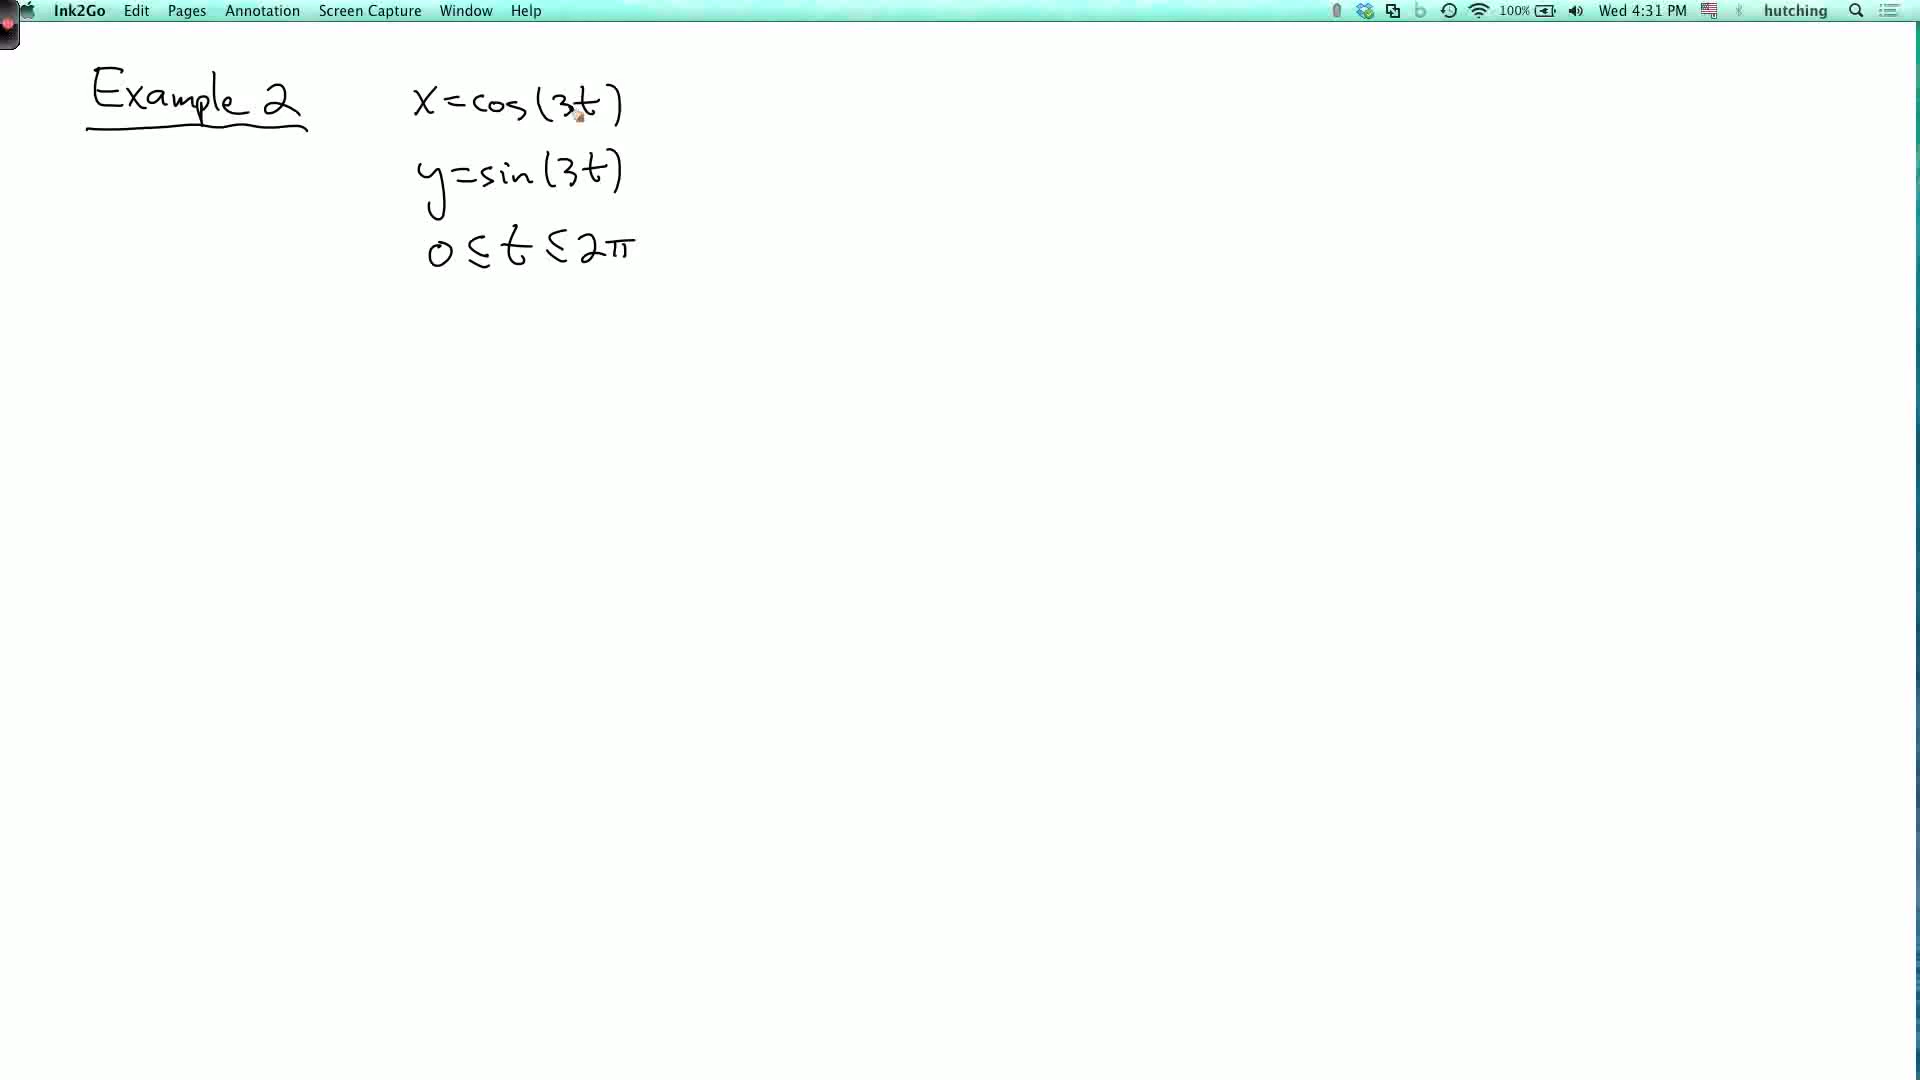 Ink2Go Edit Pages Annotation Screen Capture Window Help 100% Wed 4:31 PM hutching
Example 2 x=cos(3t)
y=sin(3t)
0≤t≤2π